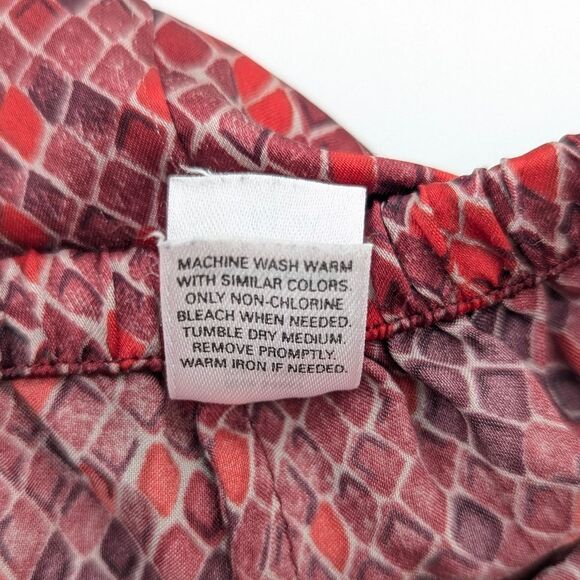 MACHINE WASH WARM
WITH SIMILAR COLORS.
ONLY NON-CHLORINE
BLEACH WHEN NEEDED.
TUMBLE DRY MEDIUM.
REMOVE PROMPTLY.
WARM IRON IF NEEDED.